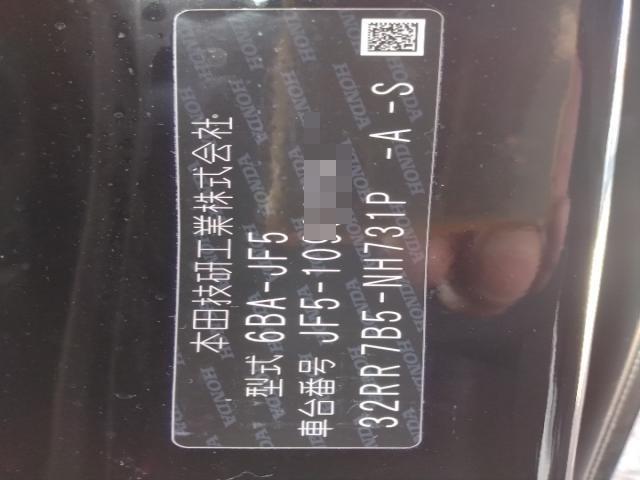 本田技研工業株式会社
型式 6BA-JF5
車台番号 JF5-109
32RR 7B5-NH731P -A -S